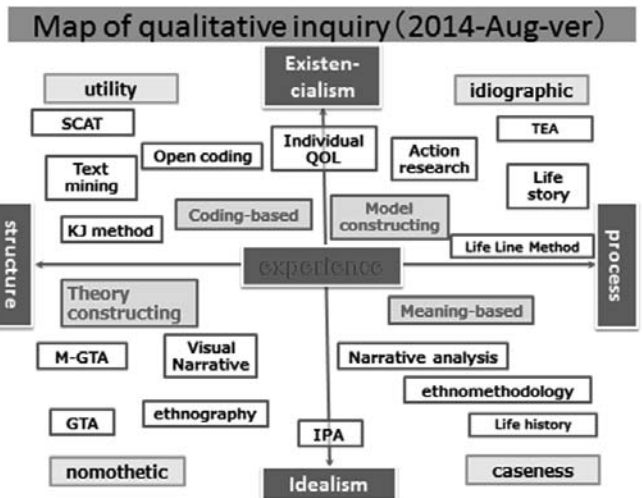 Map of qualitative inquiry（2014-Aug-ver）
Existen-
cialism
utility
idiographic
SCAT
TEA
Open coding
Individual
QOL
Action
research
Text
mining
Life
story
Coding-based
Model
constructing
KJ method
Life Line Method
structure
experience
process
Theory
constructing
Meaning-based
M-GTA
Visual
Narrative
Narrative analysis
ethnomethodology
GTA
ethnography
IPA
Life history
nomothetic
Idealism
caseness